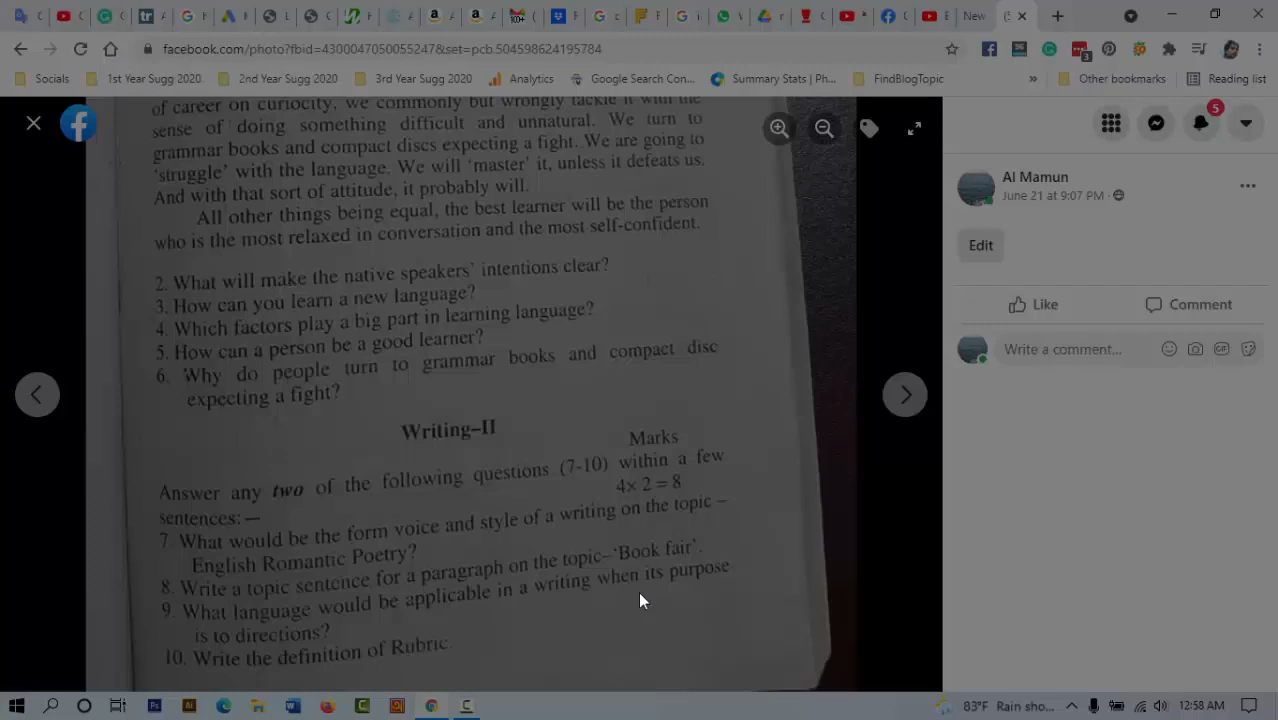 facebook.com/photo?fbid=4300047050055247&set=pcb.504598624195784
Socials
1st Year Sugg 2020
2nd Year Sugg 2020
3rd Year Sugg 2020
Analytics
Google Search Con...
Summary Stats | Ph...
FindBlogTopic
»
Other bookmarks
Reading list
of career on curiocity, we commonly but wrongly tackle it with the
sense of doing something difficult and unnatural. We turn to
grammar books and compact discs expecting a fight. We are going to
'struggle' with the language. We will 'master' it, unless it defeats us.
And with that sort of attitude, it probably will.
All other things being equal, the best learner will be the person
who is the most relaxed in conversation and the most self-confident.
2. What will make the native speakers' intentions clear?
3. How can you learn a new language?
4. Which factors play a big part in learning language?
5. How can a person be a good learner?
6. Why do people turn to grammar books and compact disc
expecting a fight?
Writing–II
Marks
Answer any two of the following questions (7-10) within a few
sentences:—
4× 2 = 8
7. What would be the form voice and style of a writing on the topic –
English Romantic Poetry?
8. Write a topic sentence for a paragraph on the topic–'Book fair'.
9. What language would be applicable in a writing when its purpose
is to directions?
10. Write the definition of Rubric.
5
Al Mamun
June 21 at 9:07 PM ·
Edit
Like
Comment
Write a comment...
GIF
83°F Rain sho...
12:58 AM